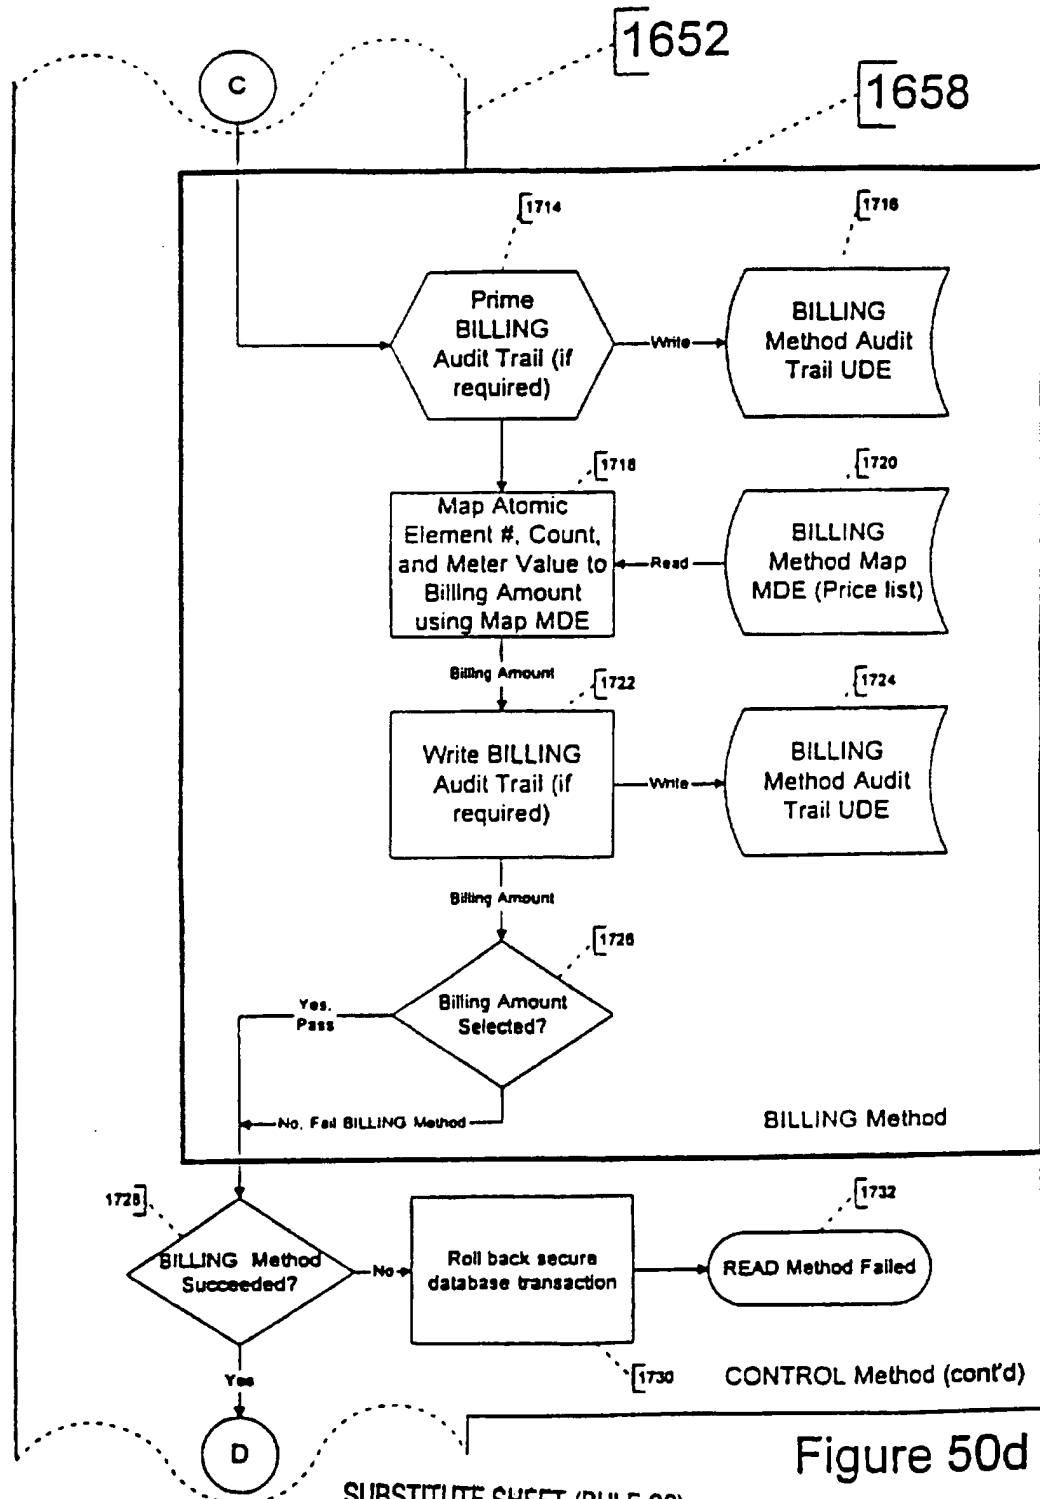 1652
C
1658
1714
1716
Prime
BILLING
Audit Trail (if
required)
Write
BILLING
Method Audit
Trail UDE
1718
1720
Map Atomic
Element #, Count,
and Meter Value to
Billing Amount
using Map MDE
Read
BILLING
Method Map
MDE (Price list)
Billing Amount
1722
1724
Write BILLING
Audit Trail (if
required)
Write
BILLING
Method Audit
Trail UDE
Billing Amount
1726
Yes,
Pass
Billing Amount
Selected?
No, Fail BILLING Method
BILLING Method
1728
1732
BILLING Method
Succeeded?
No
Roll back secure
database transaction
READ Method Failed
1730
CONTROL Method (cont'd)
Yes
D
Figure 50d
SUBSTITUTE SHEET (RULE 26)